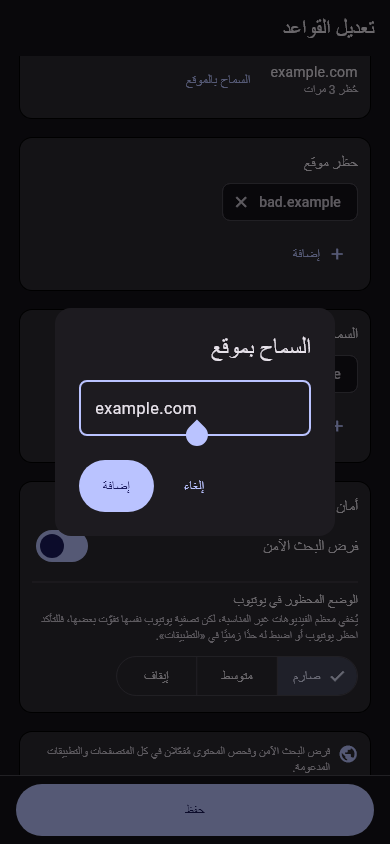 تعديل القواعد
example.com
حُظر 3 مرات
السماح بالموقع
حظر موقع
bad.example
إضافة
السما
e
السماح بموقع
example.com
إضافة
إلغاء
أمان
فرض البحث الآمن
الوضع المحظور في يوتيوب
يُخفي معظم الفيديوهات غير المناسبة، لكن تصفية يوتيوب نفسها تفوّت بعضها، فللتأكد
احظر يوتيوب أو اضبط له حدًّا زمنيًّا في «التطبيقات».
صارم
متوسط
إيقاف
فرض البحث الآمن وفحص المحتوى مُفعّلان في كل المتصفحات والتطبيقات
المدعومة.
حفظ